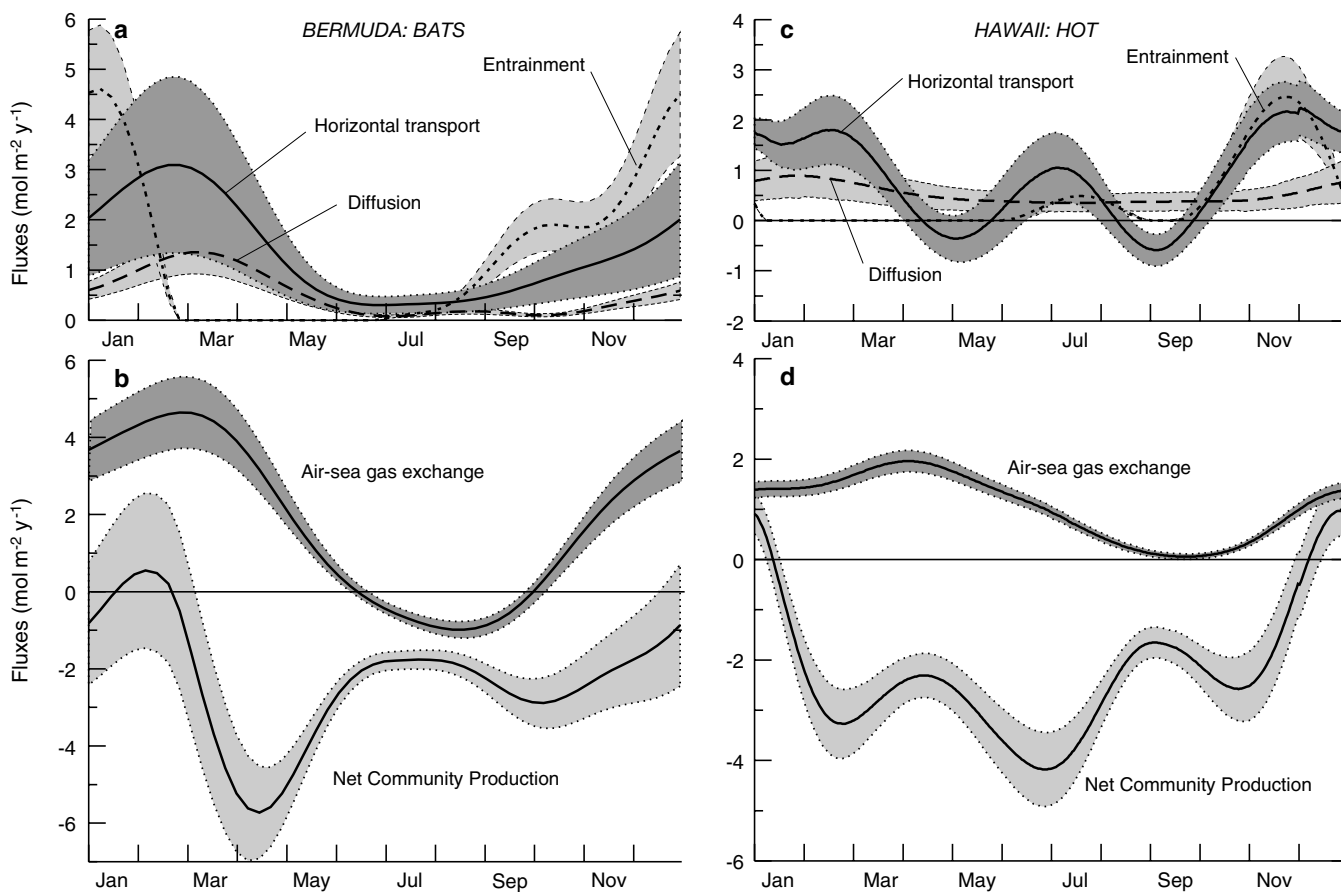 a
BERMUDA: BATS
Entrainment
Horizontal transport
Diffusion
Fluxes (mol m⁻² y⁻¹)
6
5
4
3
2
1
0
Jan Mar May Jul Sep Nov
c
HAWAII: HOT
Entrainment
Horizontal transport
Diffusion
4
3
2
1
0
-1
-2
Jan Mar May Jul Sep Nov
b
Air-sea gas exchange
Net Community Production
Fluxes (mol m⁻² y⁻¹)
6
4
2
0
-2
-4
-6
Jan Mar May Jul Sep Nov
d
Air-sea gas exchange
Net Community Production
4
2
0
-2
-4
-6
Jan Mar May Jul Sep Nov